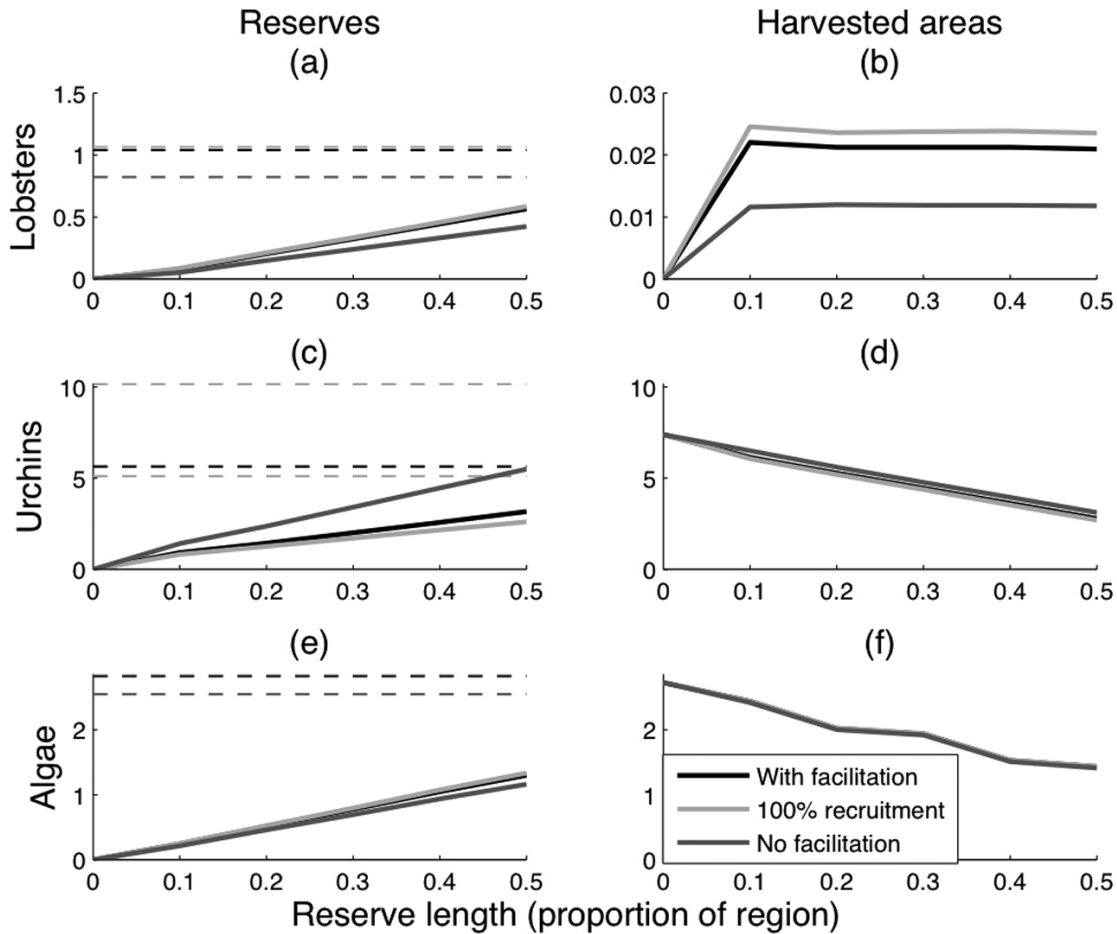 Reserves
Harvested areas
(a)
(b)
Lobsters
1.5
1
0.5
0
0 0.1 0.2 0.3 0.4 0.5
0.03
0.02
0.01
0
0 0.1 0.2 0.3 0.4 0.5
(c)
(d)
Urchins
10
5
0
0 0.1 0.2 0.3 0.4 0.5
10
5
0
0 0.1 0.2 0.3 0.4 0.5
(e)
(f)
Algae
2
1
0
0 0.1 0.2 0.3 0.4 0.5
2
1
0
With facilitation
100% recruitment
No facilitation
0 0.1 0.2 0.3 0.4 0.5
Reserve length (proportion of region)